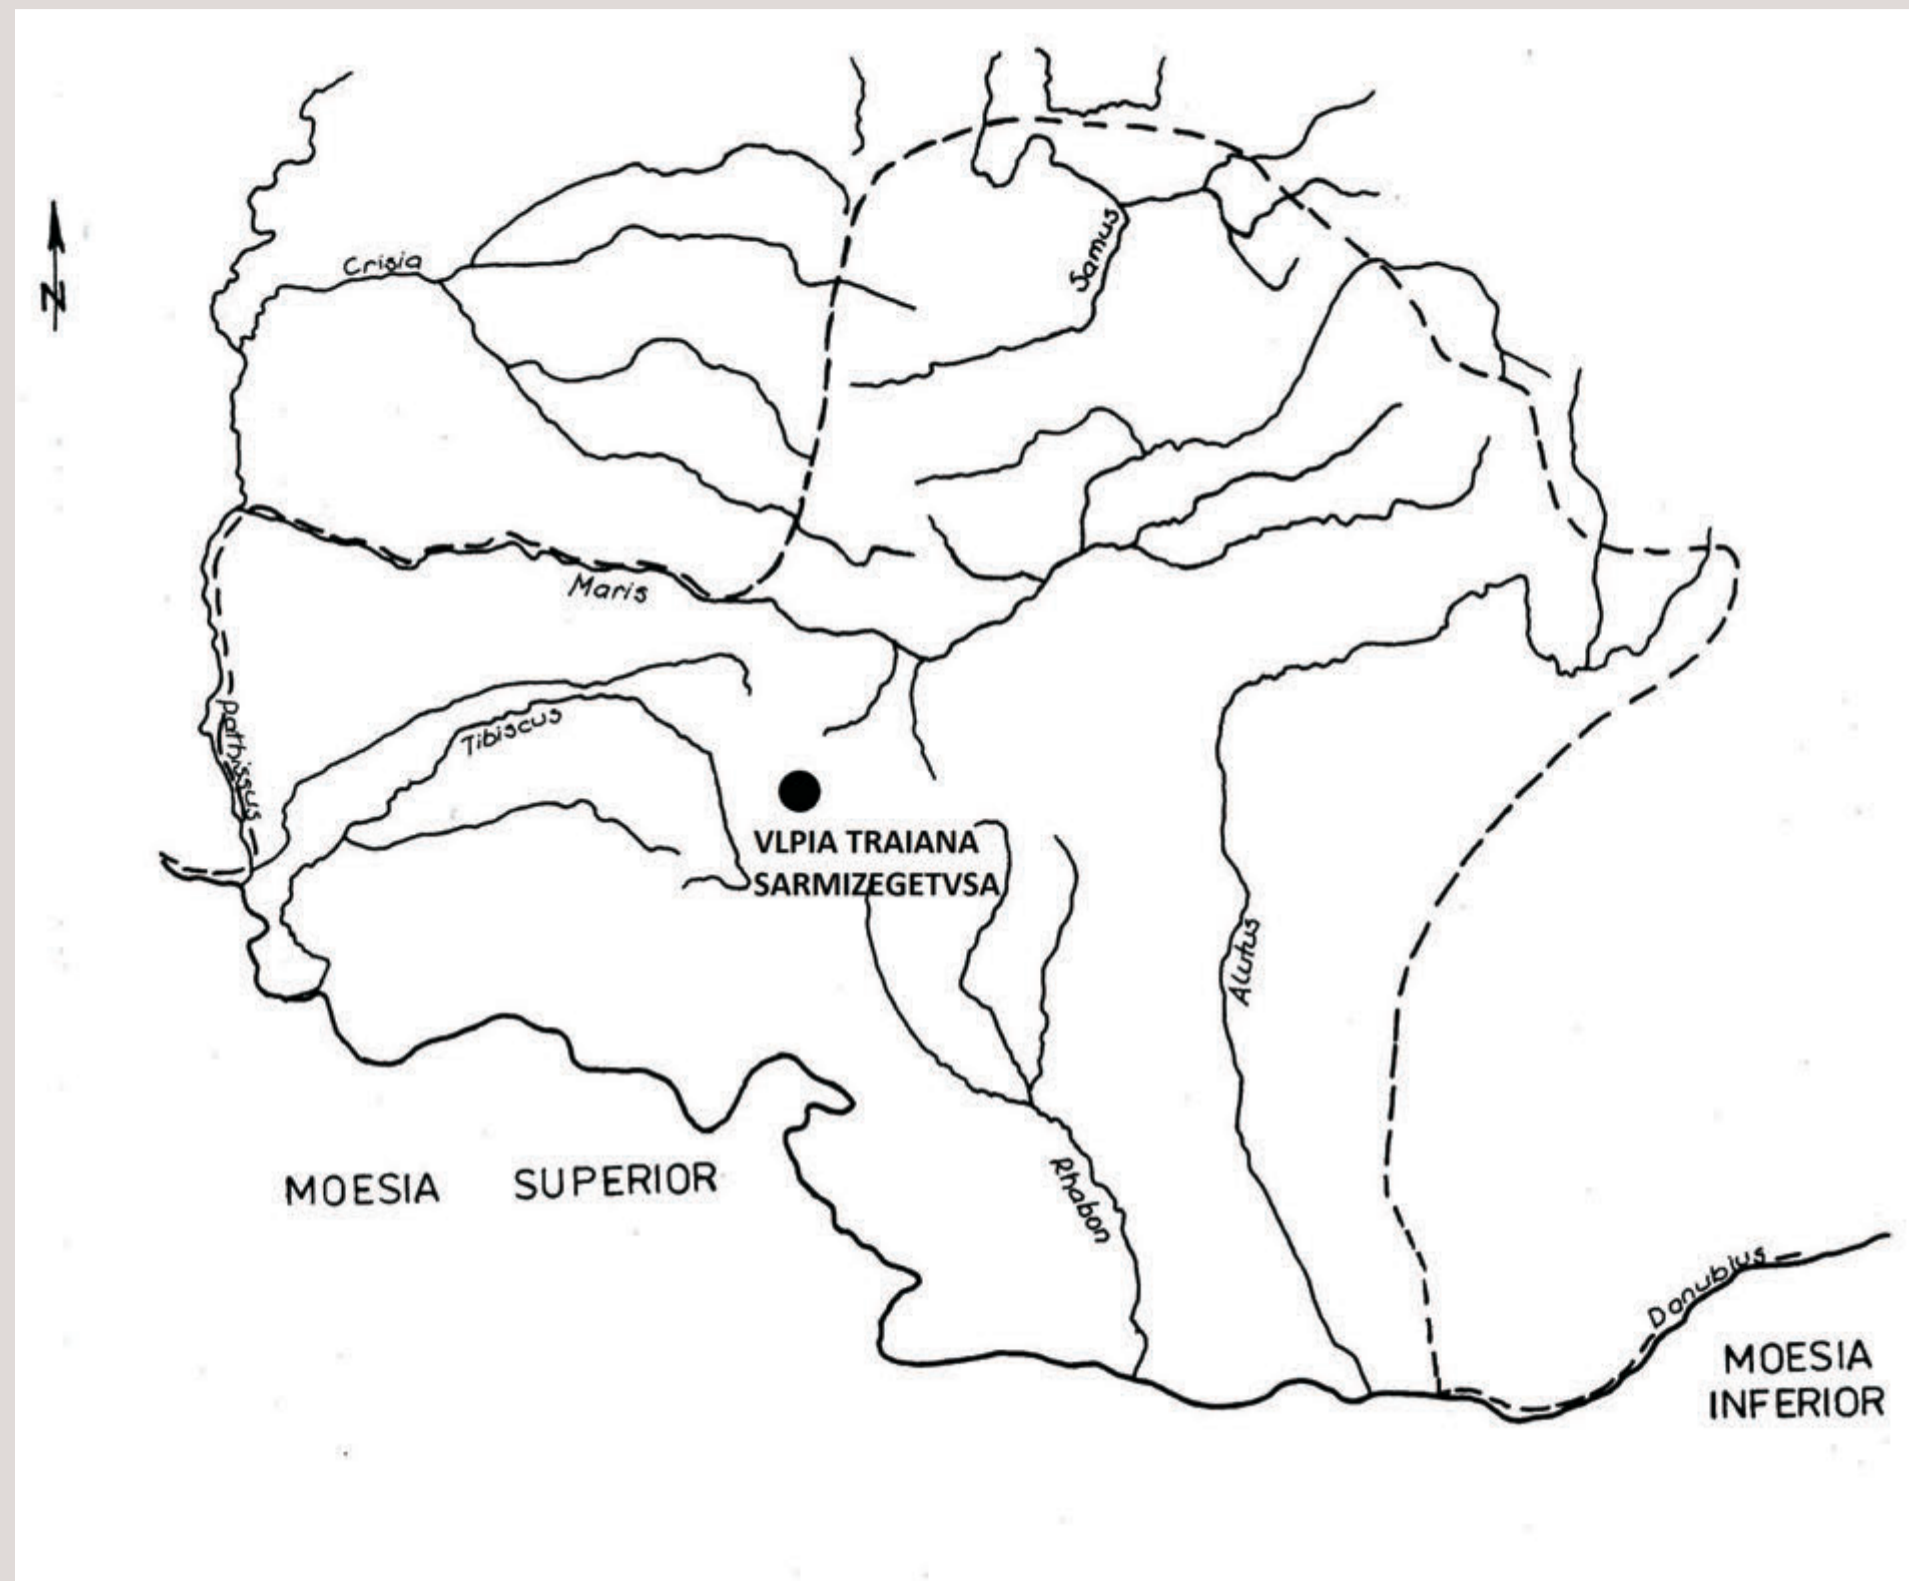 N
Crisia
Samus
Maris
Tibiscus
Pathissus
VLPIA TRAIANA
SARMIZEGETVSA
Alutus
MOESIA SUPERIOR
Rhabon
Danubius
MOESIA
INFERIOR